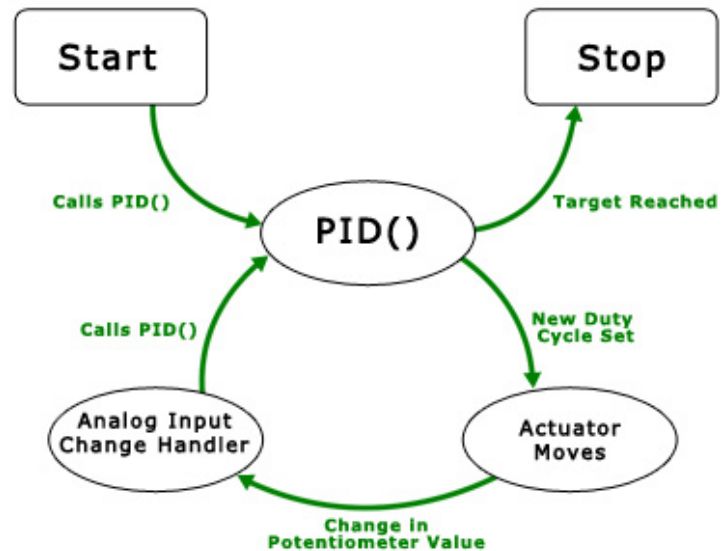 Start
Stop
Calls PID()
Target Reached
PID()
Calls PID()
New Duty
Cycle Set
Analog Input
Change Handler
Actuator
Moves
Change in
Potentiometer Value